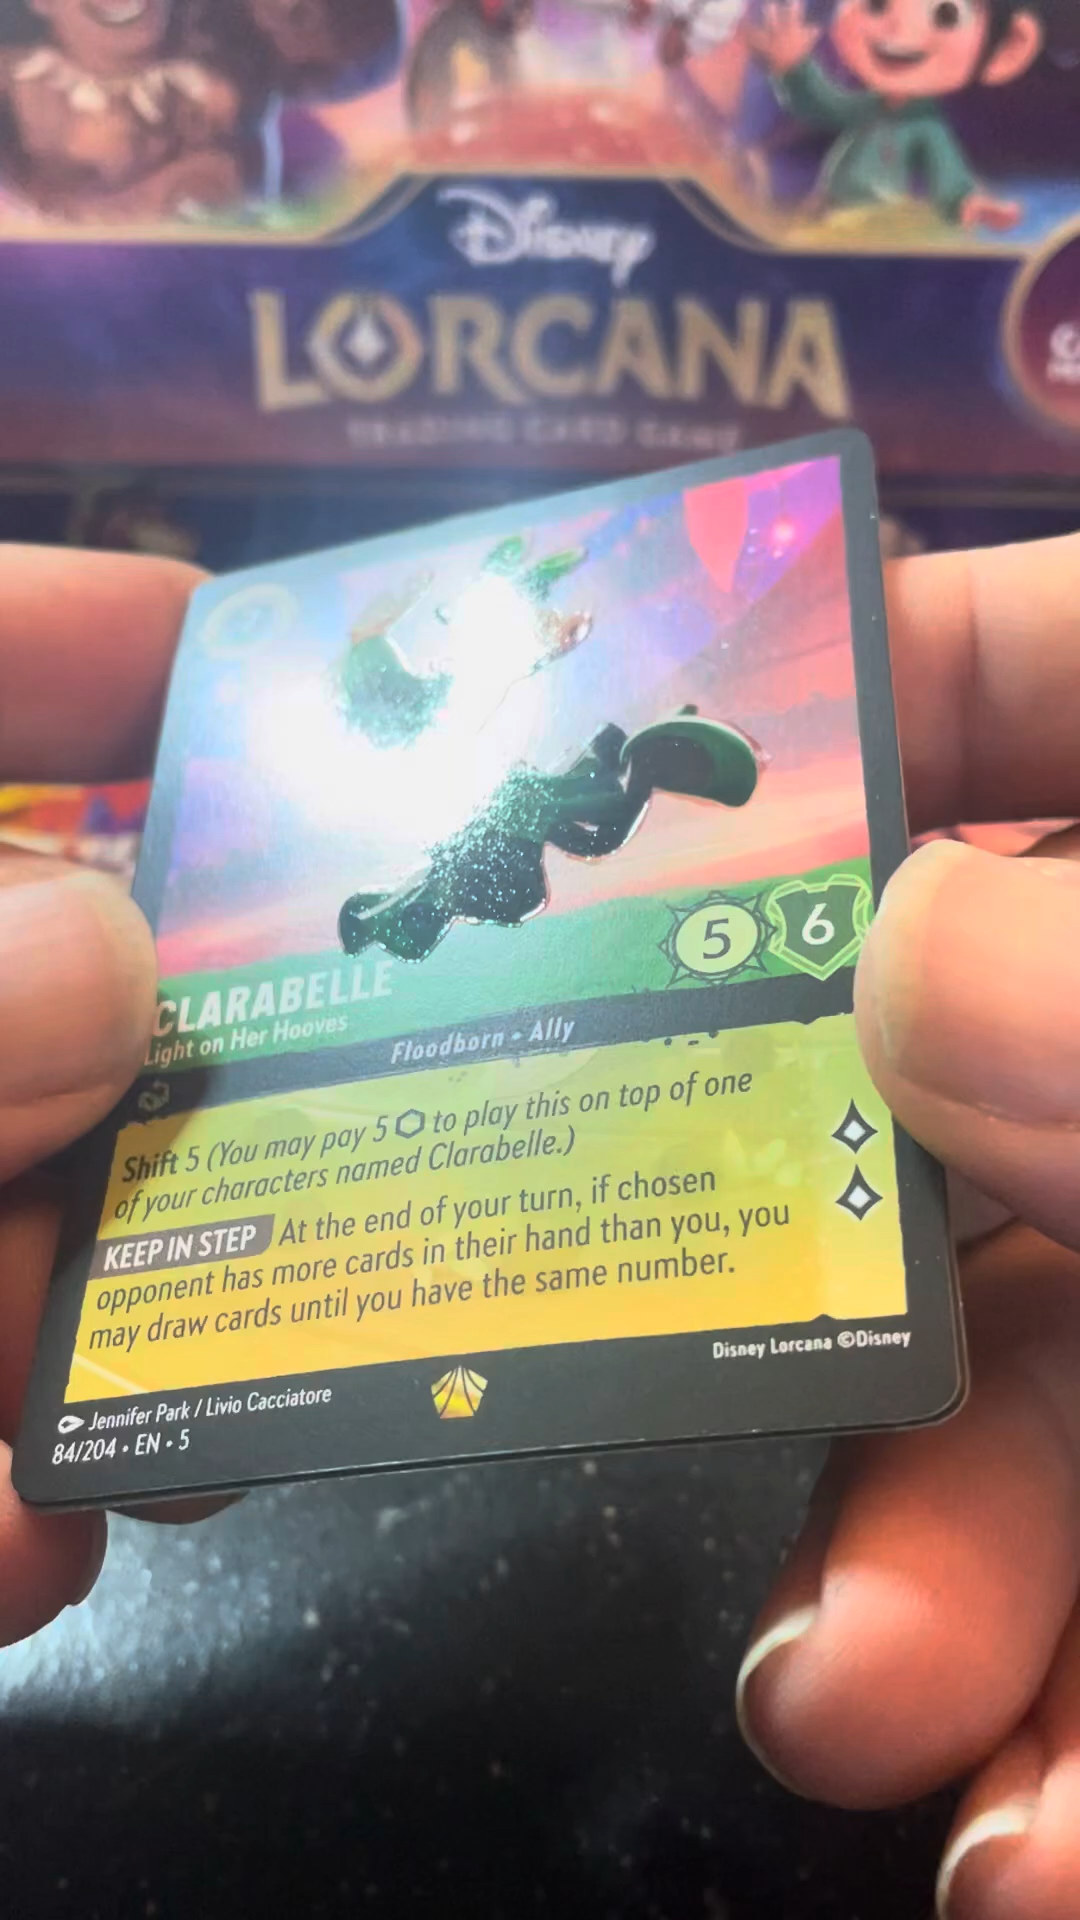 Disney
LORCANA
TRADING CARD GAME
CLARABELLE
Light on Her Hooves
Floodborn • Ally
5
6
Shift 5 (You may pay 5 ⬡ to play this on top of one
of your characters named Clarabelle.)
KEEP IN STEP At the end of your turn, if chosen
opponent has more cards in their hand than you, you
may draw cards until you have the same number.
Jennifer Park / Livio Cacciatore
84/204 • EN • 5
Disney Lorcana ©Disney